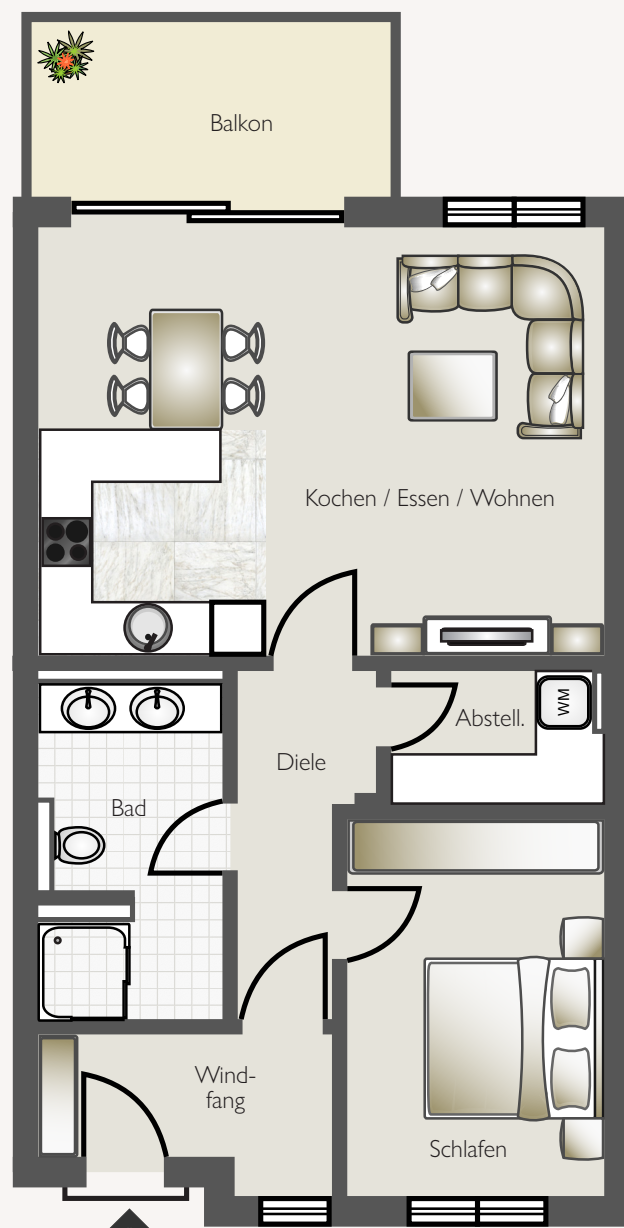 Balkon
Kochen / Essen / Wohnen
WM
Abstell.
Diele
Bad
Wind-
fang
Schlafen